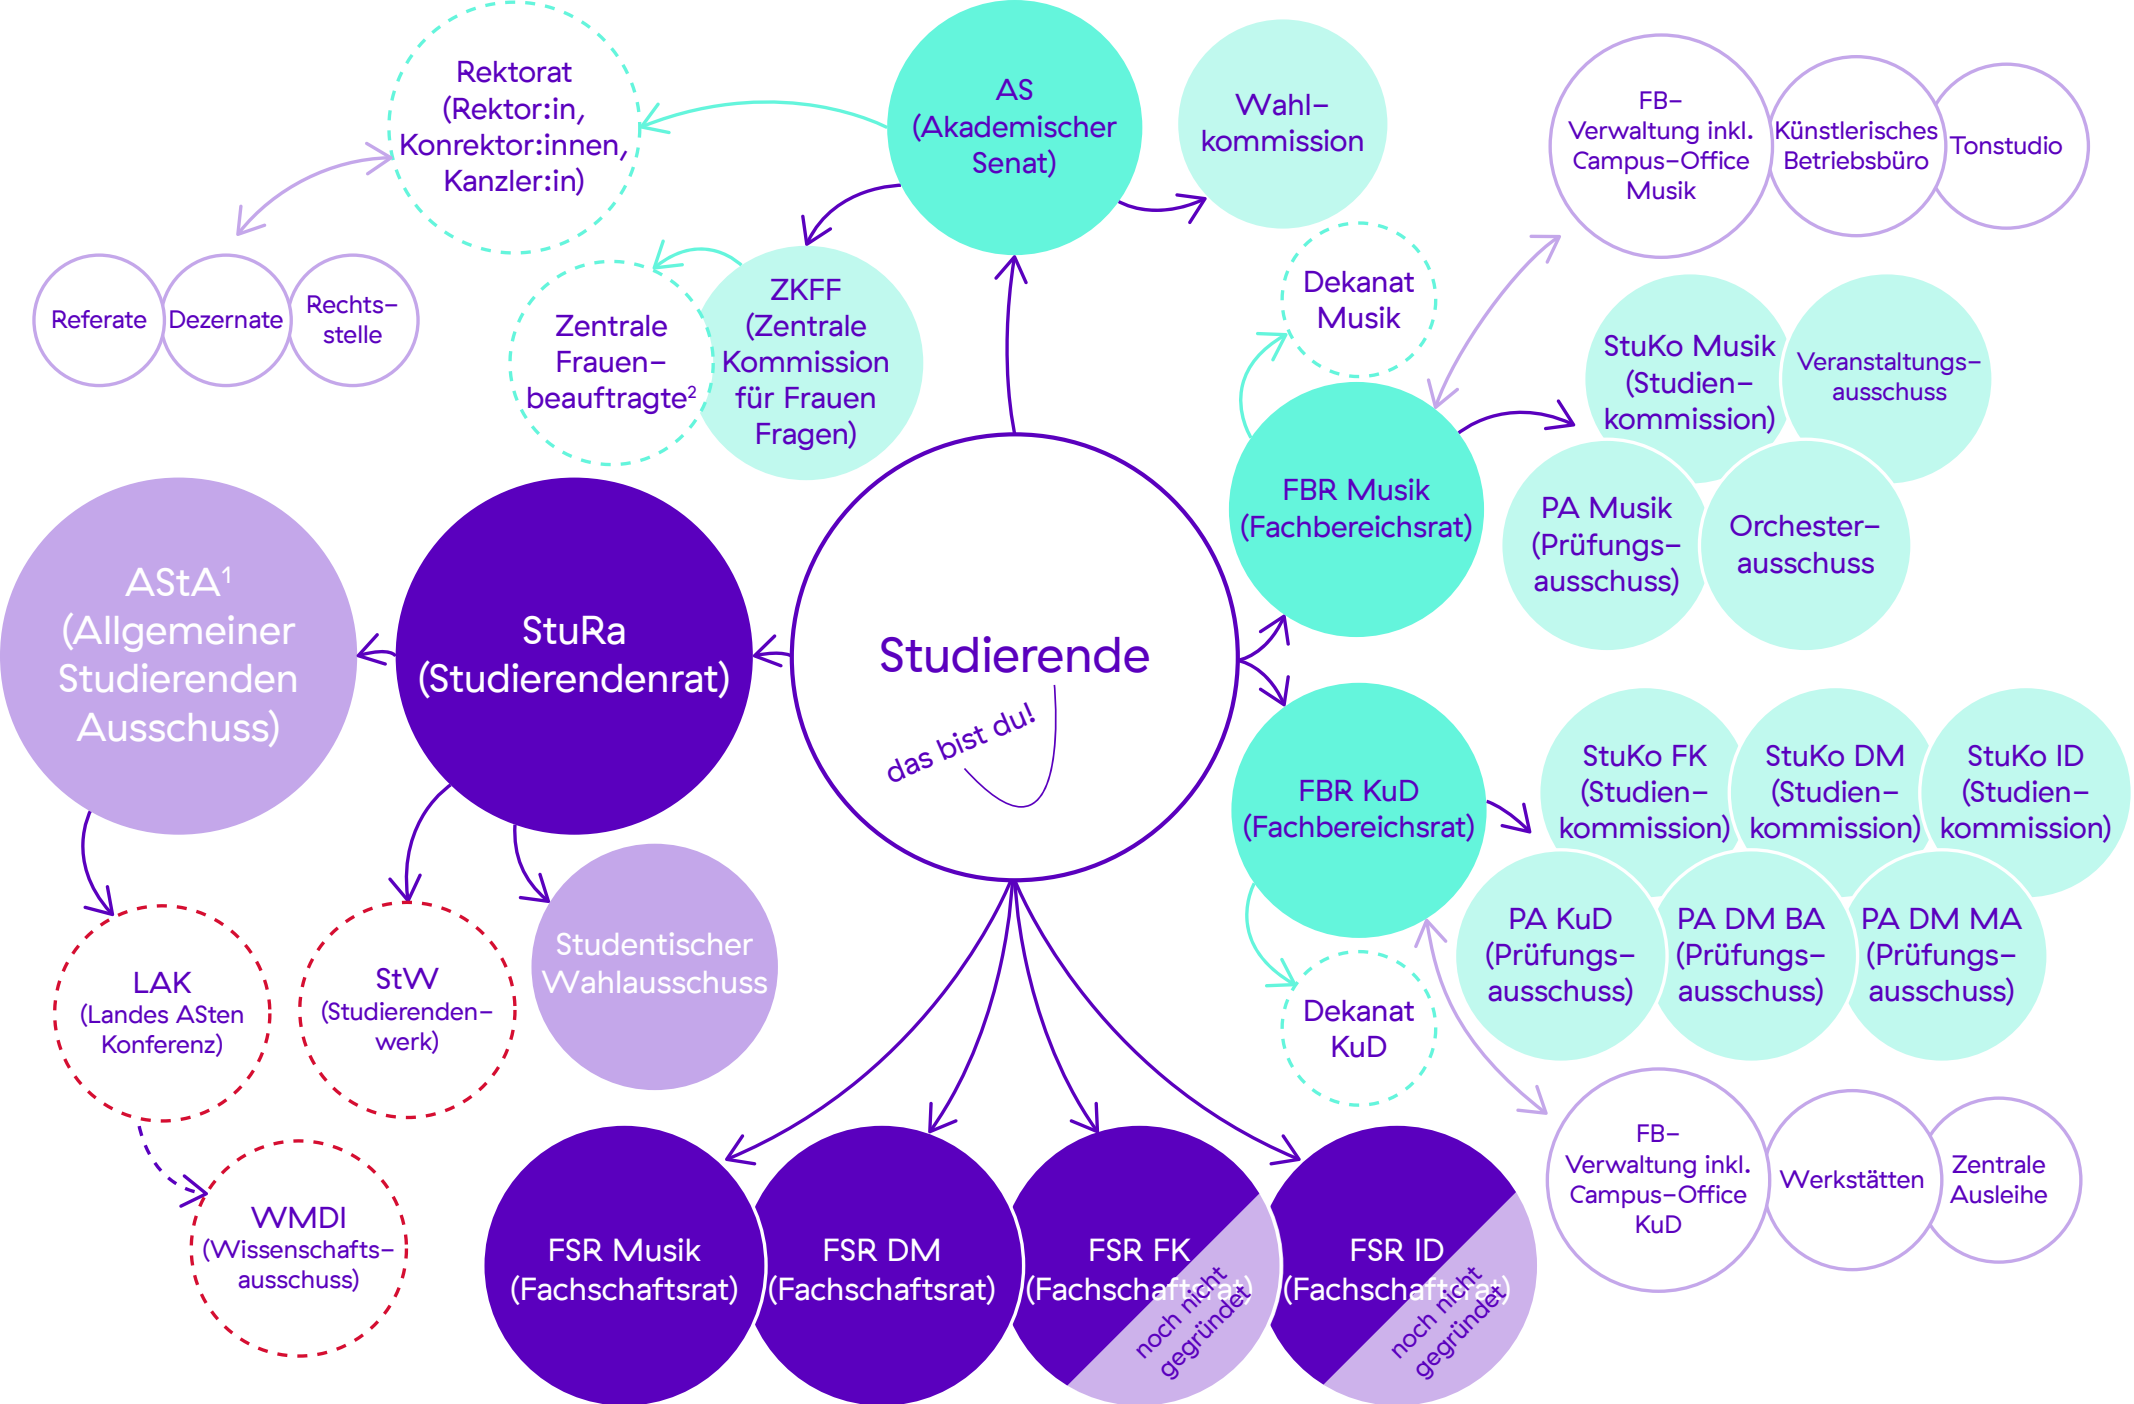 Rektorat
(Rektor:in,
Konrektor:innen,
Kanzler:in)
AS
(Akademischer
Senat)
Wahl–
kommission
FB–
Verwaltung inkl.
Campus–Office
Musik
Künstlerisches
Betriebsbüro
Tonstudio
Referate
Dezernate
Rechts–
stelle
Zentrale
Frauen–
beauftragte²
ZKFF
(Zentrale
Kommission
für Frauen
Fragen)
Dekanat
Musik
StuKo Musik
(Studien–
kommission)
Veranstaltungs–
ausschuss
FBR Musik
(Fachbereichsrat)
PA Musik
(Prüfungs–
ausschuss)
Orchester–
ausschuss
AStA¹
(Allgemeiner
Studierenden
Ausschuss)
StuRa
(Studierendenrat)
Studierende
das bist du!
FBR KuD
(Fachbereichsrat)
StuKo FK
(Studien–
kommission)
StuKo DM
(Studien–
kommission)
StuKo ID
(Studien–
kommission)
PA KuD
(Prüfungs–
ausschuss)
PA DM BA
(Prüfungs–
ausschuss)
PA DM MA
(Prüfungs–
ausschuss)
Dekanat
KuD
LAK
(Landes ASten
Konferenz)
StW
(Studierenden–
werk)
Studentischer
Wahlausschuss
WMDI
(Wissenschafts–
ausschuss)
FSR Musik
(Fachschaftsrat)
FSR DM
(Fachschaftsrat)
FSR FK
(Fachschaftsrat)
noch nicht
gegründet
FSR ID
(Fachschaftsrat)
noch nicht
gegründet
FB–
Verwaltung inkl.
Campus–Office
KuD
Werkstätten
Zentrale
Ausleihe